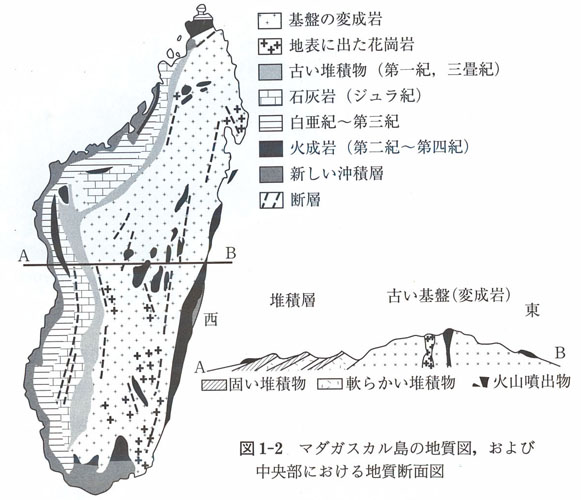 基盤の変成岩
地表に出た花崗岩
古い堆積物（第一紀，三畳紀）
石灰岩（ジュラ紀）
白亜紀〜第三紀
火成岩（第二紀〜第四紀）
新しい沖積層
断層
A
B
西
堆積層
古い基盤（変成岩）
東
A
B
固い堆積物
軟らかい堆積物
火山噴出物
図1-2 マダガスカル島の地質図，および
中央部における地質断面図